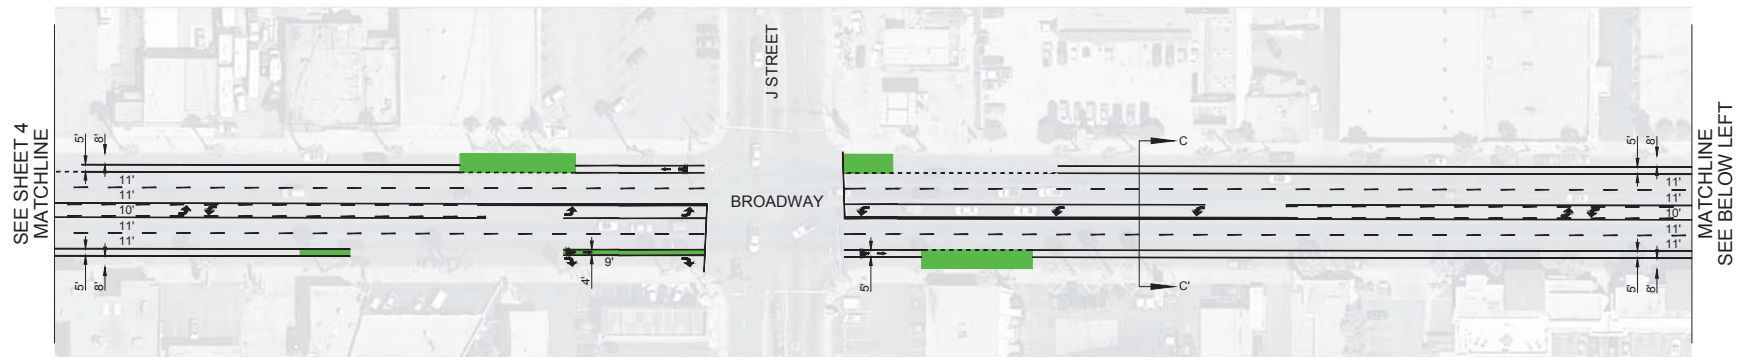 SEE SHEET 4
MATCHLINE
5'
8'
11'
11'
10'
11'
11'
5'
8'
4'
9'
J STREET
BROADWAY
5'
C
C'
5'
8'
11'
11'
10'
11'
11'
5'
8'
MATCHLINE
SEE BELOW LEFT